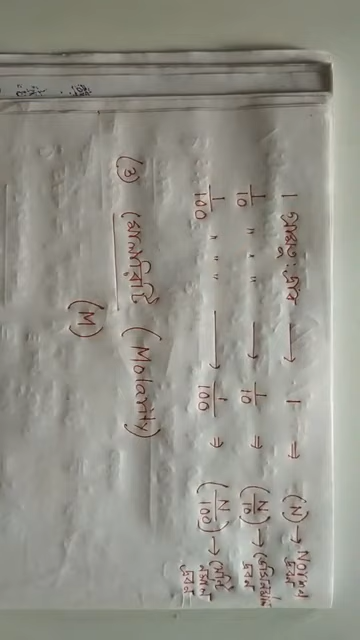 1 গ্রামতুঃ ভার → 1 ⇒ (N) → Normal দ্রবণ
1/10 " " " → 1/10 ⇒ (N/10) → ডেসিনর্মাল দ্রবণ
1/100 " " " → 1/100 ⇒ (N/100) → সেন্টিনর্মাল দ্রবণ
(3) মোলারিটি (Molarity)
(M)